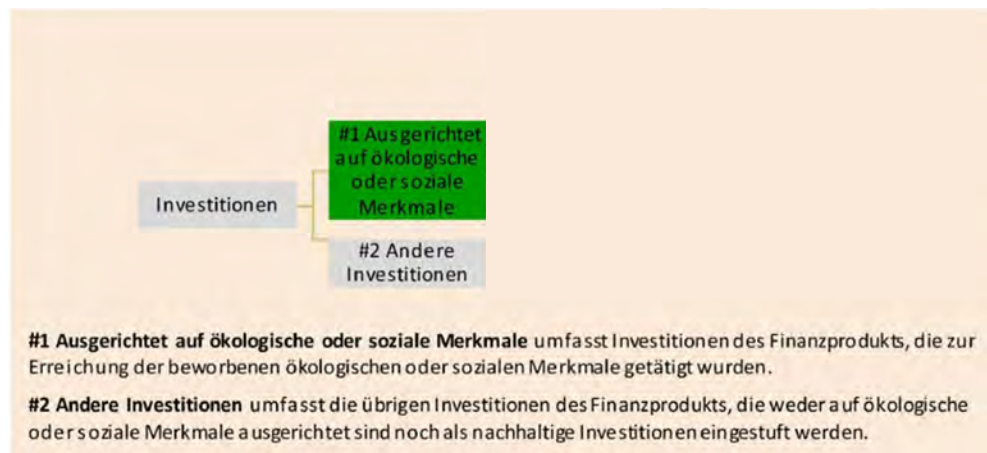 #1 Ausgerichtet
auf ökologische
oder soziale
Merkmale
Investitionen
#2 Andere
Investitionen
#1 Ausgerichtet auf ökologische oder soziale Merkmale umfasst Investitionen des Finanzprodukts, die zur
Erreichung der beworbenen ökologischen oder sozialen Merkmale getätigt wurden.
#2 Andere Investitionen umfasst die übrigen Investitionen des Finanzprodukts, die weder auf ökologische
oder soziale Merkmale ausgerichtet sind noch als nachhaltige Investitionen eingestuft werden.